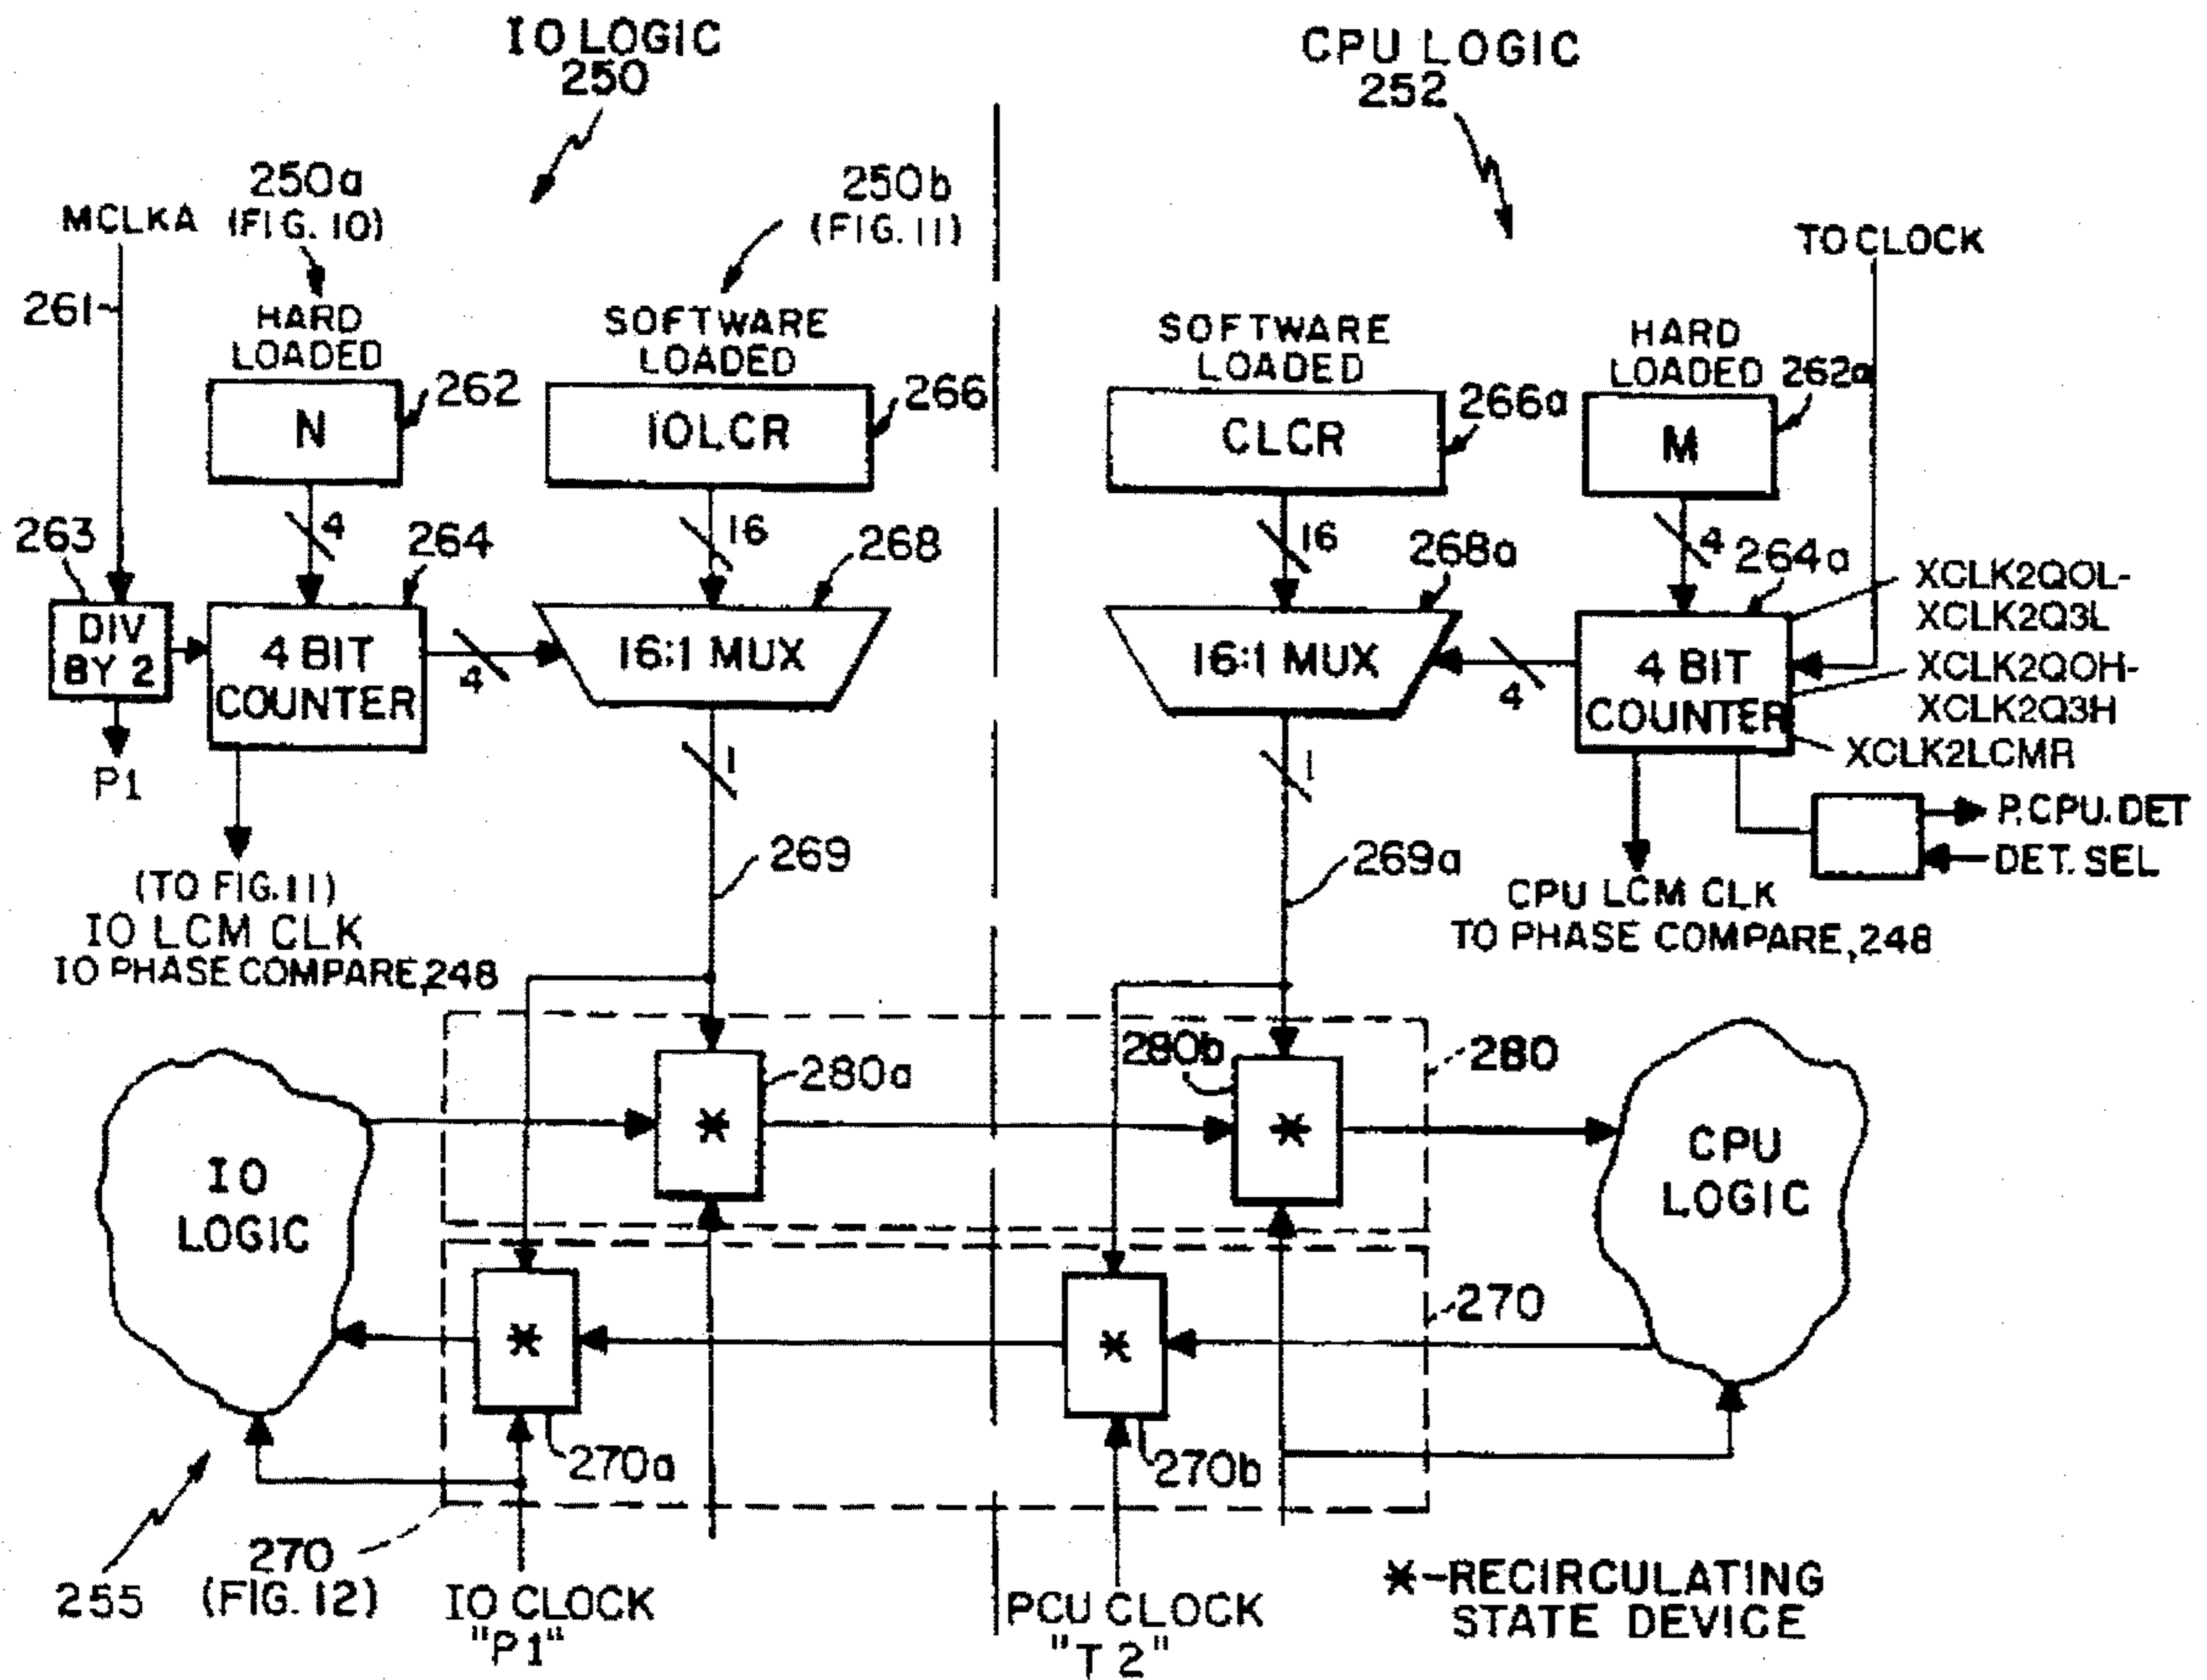 IO LOGIC
250
CPU LOGIC
252
250a
(FIG. 10)
MCLKA
250b
(FIG. 11)
TO CLOCK
261
HARD
LOADED
SOFTWARE
LOADED
SOFTWARE
LOADED
HARD
LOADED
262a
262
266
266a
N
IOLCR
CLCR
M
4
16
16
4
263
264
268
268a
264a
XCLK2Q0L-
XCLK2Q3L
DIV
BY 2
4 BIT
COUNTER
4
16:1 MUX
16:1 MUX
4
4 BIT
COUNTER
XCLK2Q0H-
XCLK2Q3H
XCLK2LCMR
P1
1
1
P.CPU.DET
DET. SEL
269
269a
(TO FIG.11)
IO LCM CLK
IO PHASE COMPARE,248
CPU LCM CLK
TO PHASE COMPARE,248
280a
280b
280
*
*
IO
LOGIC
CPU
LOGIC
270
*
*
270a
270b
255
270
(FIG. 12)
IO CLOCK
"P1"
PCU CLOCK
"T2"
*-RECIRCULATING
STATE DEVICE